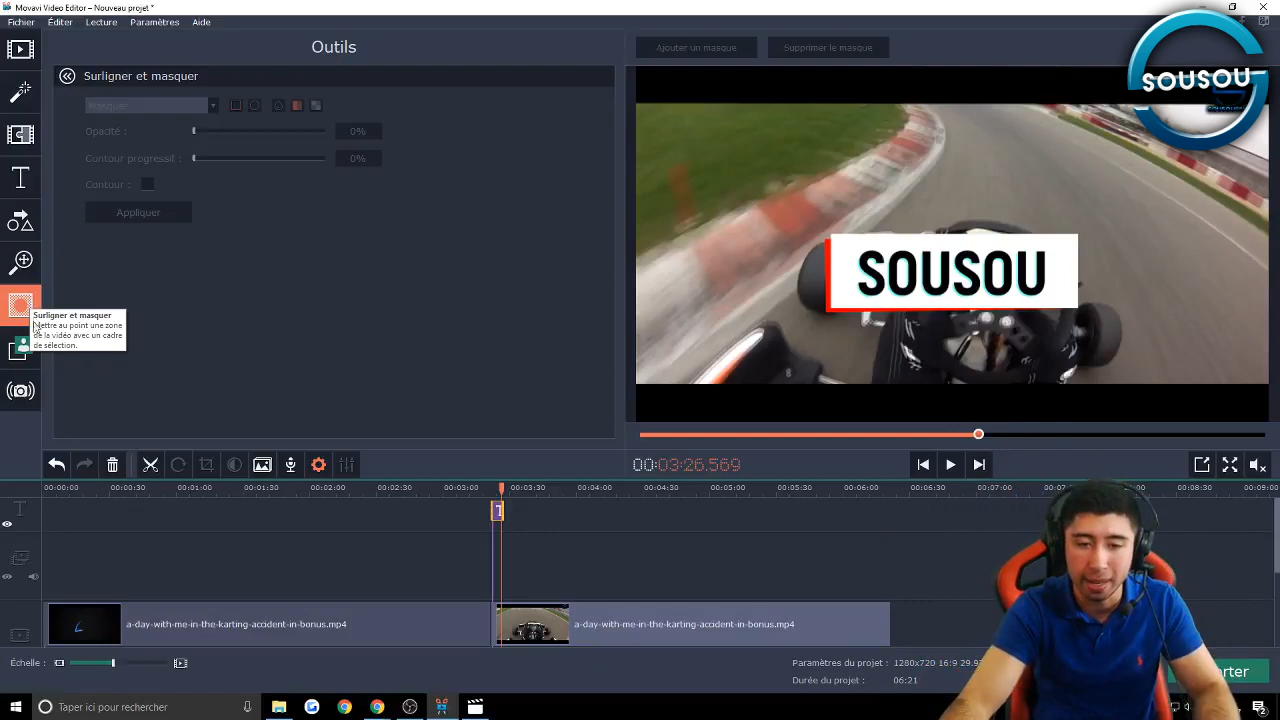 Movavi Video Editor – Nouveau projet *
Fichier Éditer Lecture Paramètres Aide
Outils
Ajouter un masque Supprimer le masque
Surligner et masquer
Masquer
Opacité : 0%
Contour progressif : 0%
Contour :
Appliquer
SOUSOU
SOUSOU
Surligner et masquer
Mettre au point une zone
de la vidéo avec un cadre
de sélection.
00:03:26.569
00:00:00 00:00:30 00:01:00 00:01:30 00:02:00 00:02:30 00:03:00 00:03:30 00:04:00 00:04:30 00:05:00 00:05:30 00:06:00 00:06:30 00:07:00 00:08:30 00:09:00
a-day-with-me-in-the-karting-accident-in-bonus.mp4 a-day-with-me-in-the-karting-accident-in-bonus.mp4
Échelle :
Paramètres du projet : 1280x720 16:9
Durée du projet : 06:21
Taper ici pour rechercher